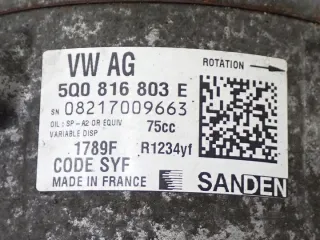 VW AG
ROTATION
5Q0 816 803 E
SN 08217009663
OIL: SP-A2 OR EQUIV 75cc
VARIABLE DISP
1789F R1234yf
CODE SYF
MADE IN FRANCE SANDEN